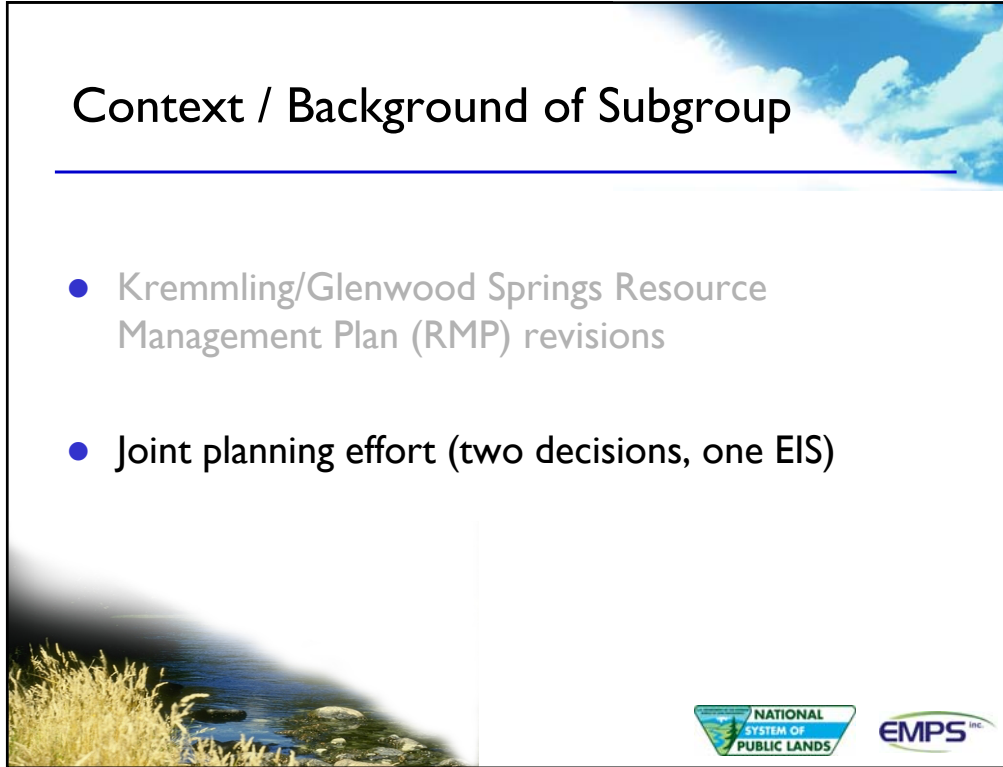 Context / Background of Subgroup
● Kremmling/Glenwood Springs Resource
Management Plan (RMP) revisions
● Joint planning effort (two decisions, one EIS)
NATIONAL
SYSTEM OF
PUBLIC LANDS
EMPS inc.